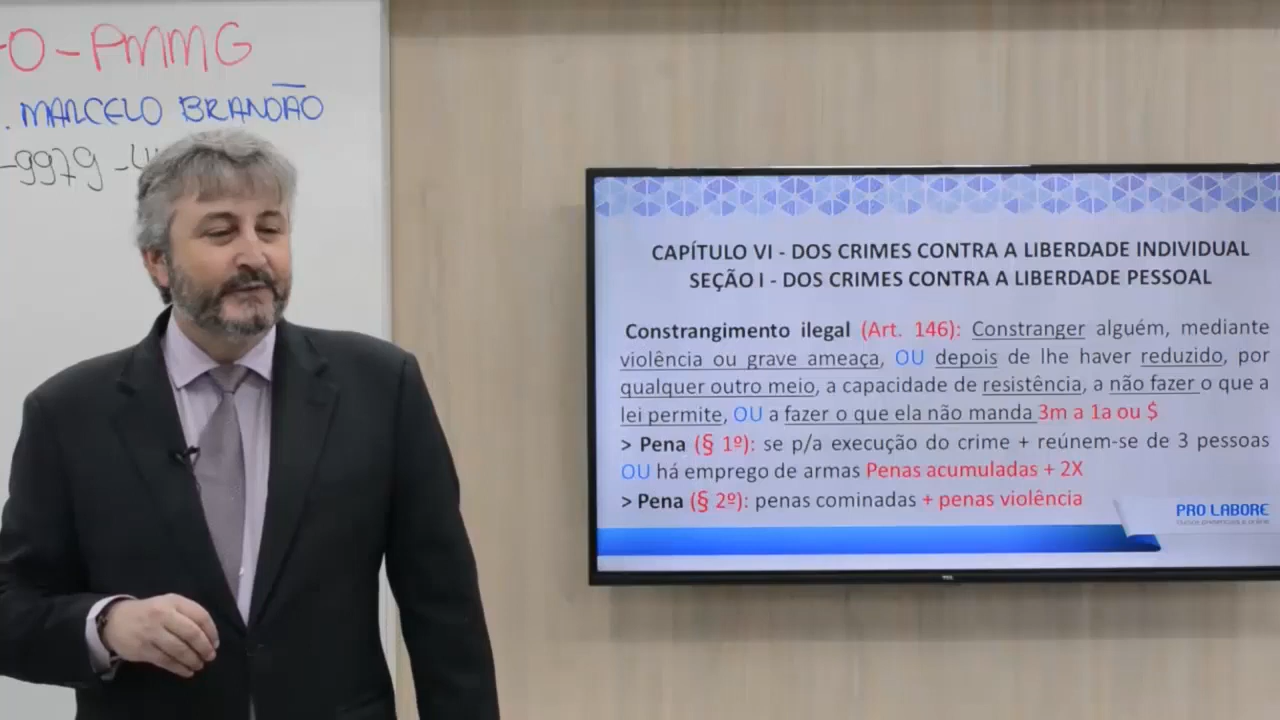 O - PMMG
. MARCELO BRANDÃO
-9979-4
CAPÍTULO VI - DOS CRIMES CONTRA A LIBERDADE INDIVIDUAL
SEÇÃO I - DOS CRIMES CONTRA A LIBERDADE PESSOAL
Constrangimento ilegal (Art. 146): Constranger alguém, mediante
violência ou grave ameaça, OU depois de lhe haver reduzido, por
qualquer outro meio, a capacidade de resistência, a não fazer o que a
lei permite, OU a fazer o que ela não manda 3m a 1a ou $
> Pena (§ 1º): se p/a execução do crime + reúnem-se de 3 pessoas
OU há emprego de armas Penas acumuladas + 2X
> Pena (§ 2º): penas cominadas + penas violência
PRO LABORE
TCL